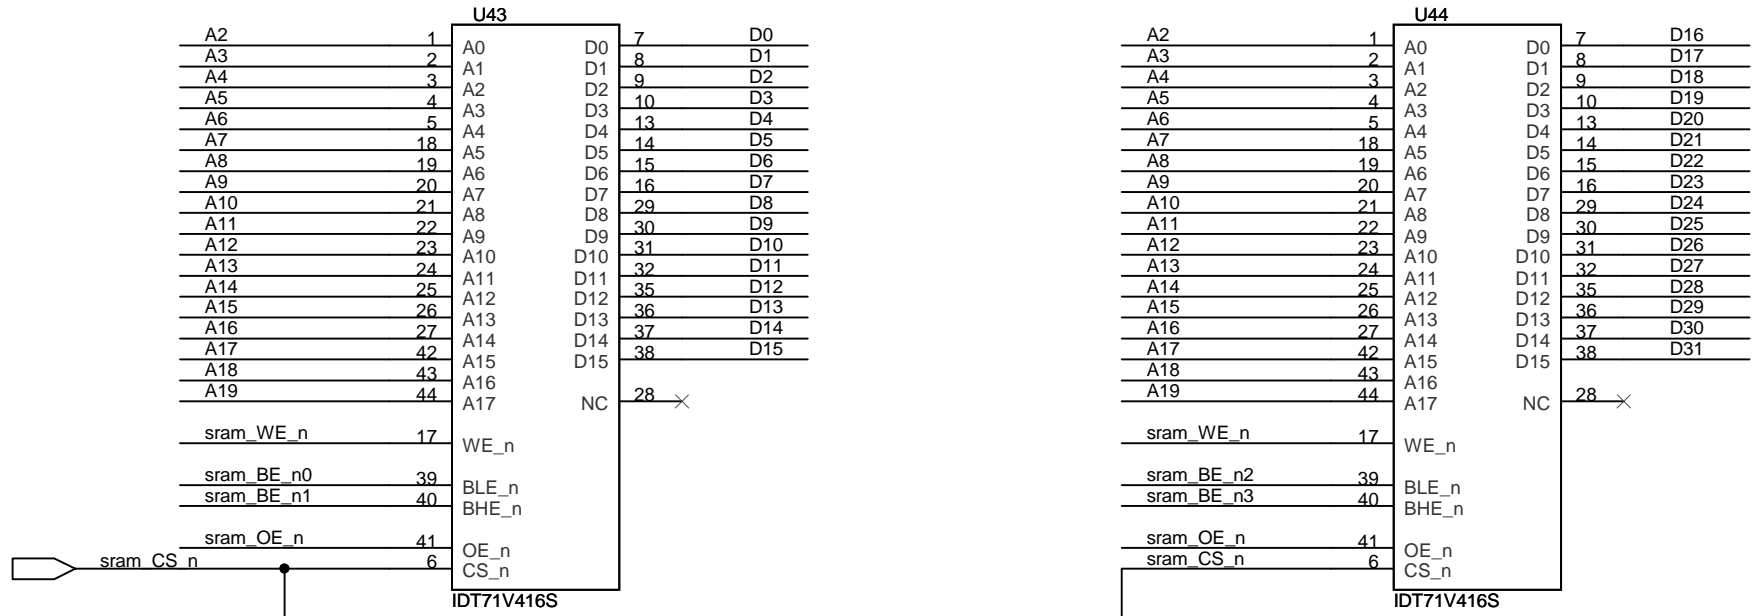 U43 U44
A2 1 A0 D0 7 D0 A2 1 A0 D0 7 D16
A3 2 A1 D1 8 D1 A3 2 A1 D1 8 D17
A4 3 A2 D2 9 D2 A4 3 A2 D2 9 D18
A5 4 A3 D3 10 D3 A5 4 A3 D3 10 D19
A6 5 A4 D4 13 D4 A6 5 A4 D4 13 D20
A7 18 A5 D5 14 D5 A7 18 A5 D5 14 D21
A8 19 A6 D6 15 D6 A8 19 A6 D6 15 D22
A9 20 A7 D7 16 D7 A9 20 A7 D7 16 D23
A10 21 A8 D8 29 D8 A10 21 A8 D8 29 D24
A11 22 A9 D9 30 D9 A11 22 A9 D9 30 D25
A12 23 A10 D10 31 D10 A12 23 A10 D10 31 D26
A13 24 A11 D11 32 D11 A13 24 A11 D11 32 D27
A14 25 A12 D12 35 D12 A14 25 A12 D12 35 D28
A15 26 A13 D13 36 D13 A15 26 A13 D13 36 D29
A16 27 A14 D14 37 D14 A16 27 A14 D14 37 D30
A17 42 A15 D15 38 D15 A17 42 A15 D15 38 D31
A18 43 A16 A18 43 A16
A19 44 A17 NC 28 A19 44 A17 NC 28
sram_WE_n 17 WE_n sram_WE_n 17 WE_n
sram_BE_n0 39 BLE_n sram_BE_n2 39 BLE_n
sram_BE_n1 40 BHE_n sram_BE_n3 40 BHE_n
sram_OE_n 41 OE_n sram_OE_n 41 OE_n
sram_CS_n 6 CS_n sram_CS_n 6 CS_n
IDT71V416S IDT71V416S